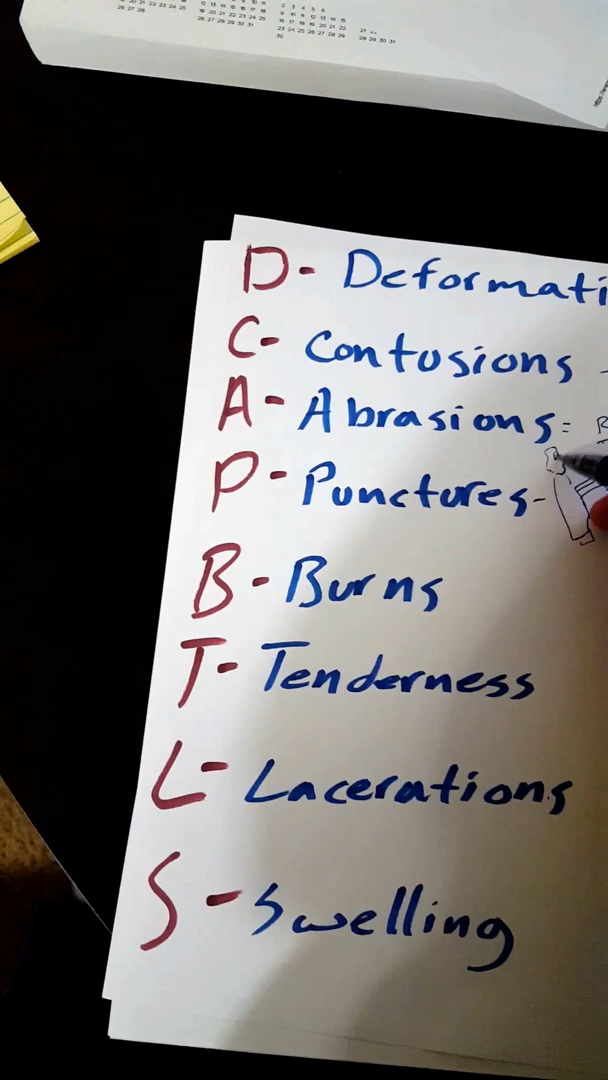 D- Deformati
C- Contusions -
A- Abrasions =
P- Punctures-
B- Burns
T- Tenderness
L- Lacerations
S- Swelling